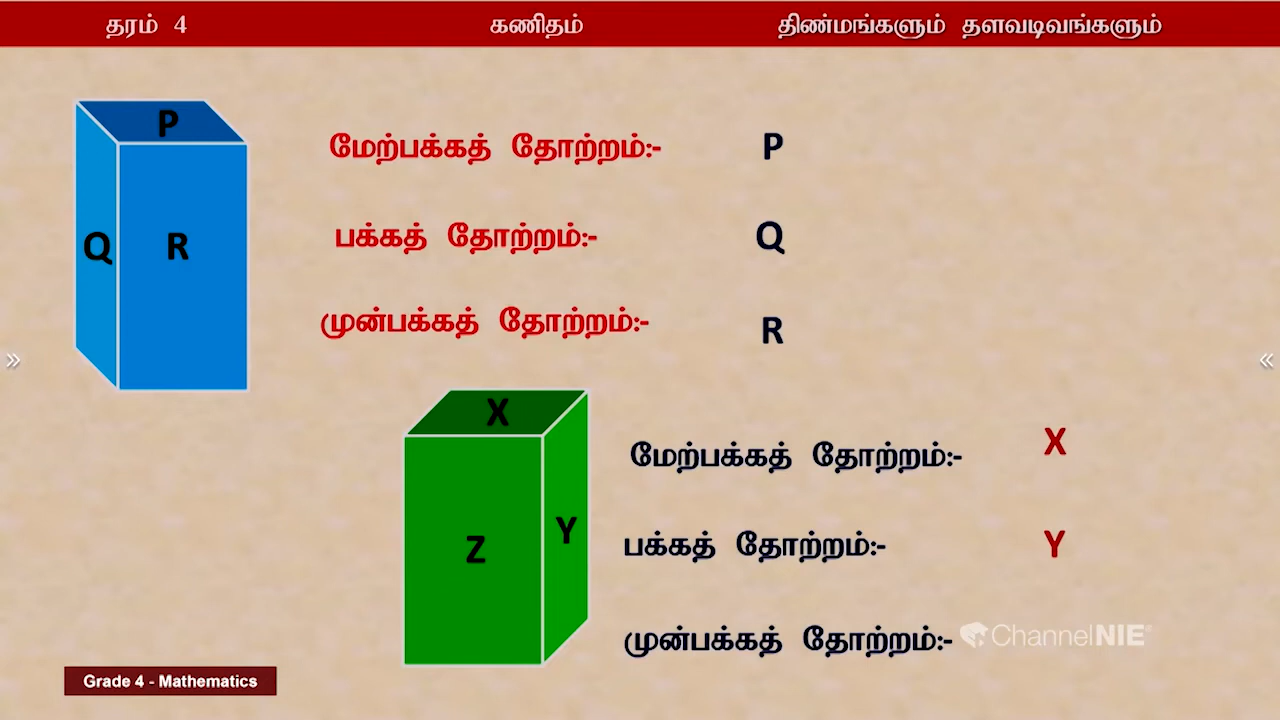 தரம் 4 கணிதம் திண்மங்களும் தளவடிவங்களும்
P
மேற்பக்கத் தோற்றம்:- P
Q R
பக்கத் தோற்றம்:- Q
முன்பக்கத் தோற்றம்:- R
X
மேற்பக்கத் தோற்றம்:- X
Z Y
பக்கத் தோற்றம்:- Y
முன்பக்கத் தோற்றம்:-
ChannelNIE
Grade 4 - Mathematics